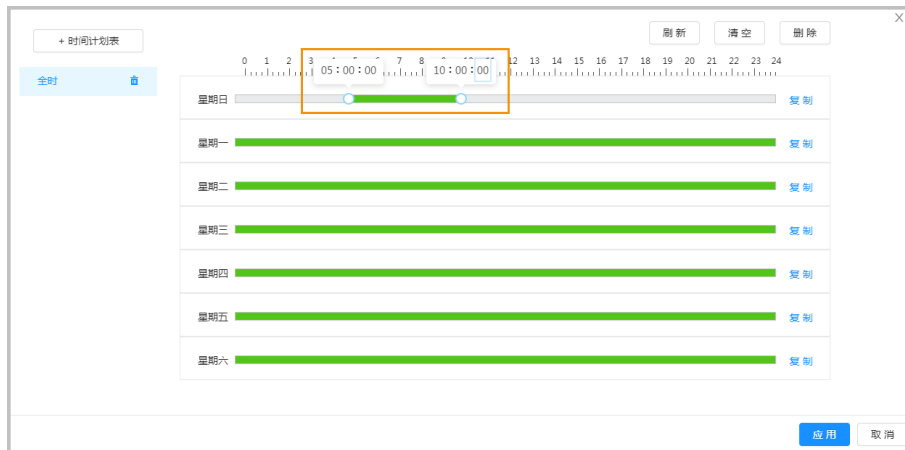 X
+ 时间计划表
刷 新 清 空 删 除
0 1 2 3 7 8 12 13 14 15 16 17 18 19 20 21 22 23 24
全时
05:00:00 10:00:00
星期日 复 制
星期一 复 制
星期二 复 制
星期三 复 制
星期四 复 制
星期五 复 制
星期六 复 制
应 用 取 消